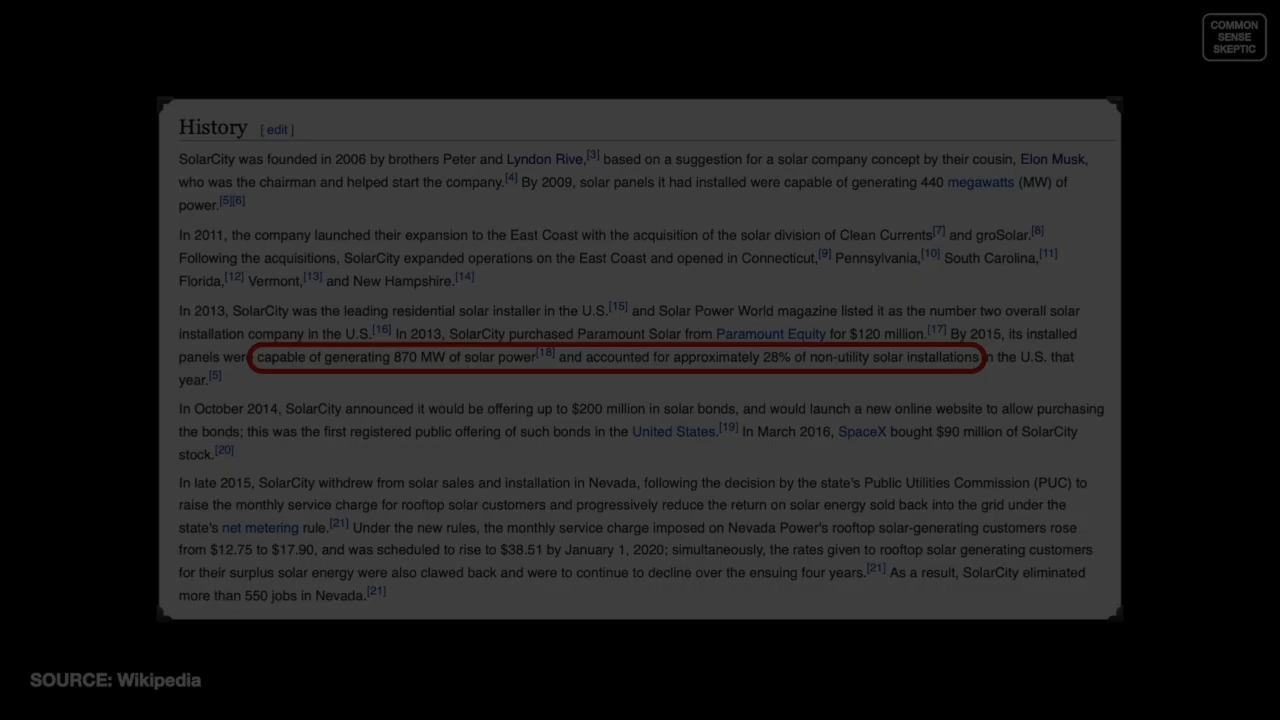 COMMON
SENSE
SKEPTIC
History [ edit ]
SolarCity was founded in 2006 by brothers Peter and Lyndon Rive,[3] based on a suggestion for a solar company concept by their cousin, Elon Musk,
who was the chairman and helped start the company.[4] By 2009, solar panels it had installed were capable of generating 440 megawatts (MW) of
power.[5][6]
In 2011, the company launched their expansion to the East Coast with the acquisition of the solar division of Clean Currents[7] and groSolar.[8]
Following the acquisitions, SolarCity expanded operations on the East Coast and opened in Connecticut,[9] Pennsylvania,[10] South Carolina,[11]
Florida,[12] Vermont,[13] and New Hampshire.[14]
In 2013, SolarCity was the leading residential solar installer in the U.S.[15] and Solar Power World magazine listed it as the number two overall solar
installation company in the U.S.[16] In 2013, SolarCity purchased Paramount Solar from Paramount Equity for $120 million.[17] By 2015, its installed
panels were capable of generating 870 MW of solar power[18] and accounted for approximately 28% of non-utility solar installations in the U.S. that
year.[5]
In October 2014, SolarCity announced it would be offering up to $200 million in solar bonds, and would launch a new online website to allow purchasing
the bonds; this was the first registered public offering of such bonds in the United States.[19] In March 2016, SpaceX bought $90 million of SolarCity
stock.[20]
In late 2015, SolarCity withdrew from solar sales and installation in Nevada, following the decision by the state's Public Utilities Commission (PUC) to
raise the monthly service charge for rooftop solar customers and progressively reduce the return on solar energy sold back into the grid under the
state's net metering rule.[21] Under the new rules, the monthly service charge imposed on Nevada Power's rooftop solar-generating customers rose
from $12.75 to $17.90, and was scheduled to rise to $38.51 by January 1, 2020; simultaneously, the rates given to rooftop solar generating customers
for their surplus solar energy were also clawed back and were to continue to decline over the ensuing four years.[21] As a result, SolarCity eliminated
more than 550 jobs in Nevada.[21]
SOURCE: Wikipedia